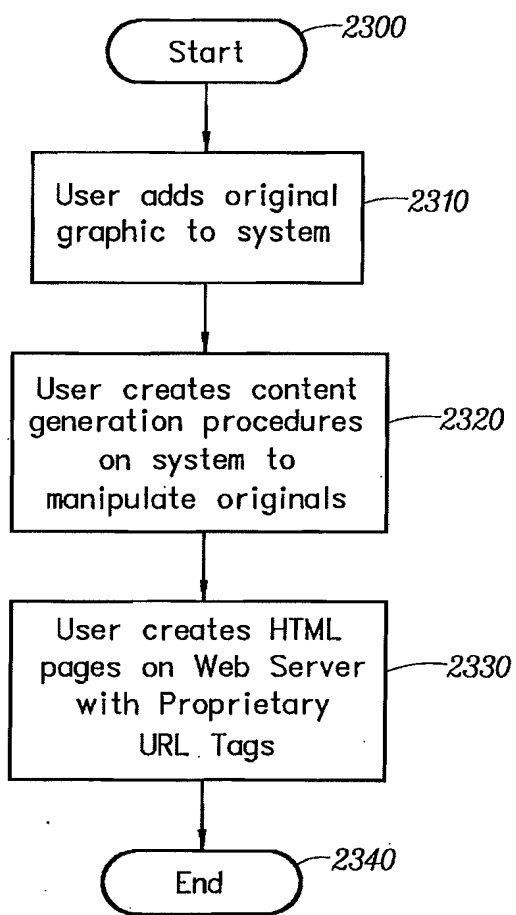 2300
Start
User adds original
graphic to system
2310
User creates content
generation procedures
on system to
manipulate originals
2320
User creates HTML
pages on Web Server
with Proprietary
URL Tags
2330
2340
End